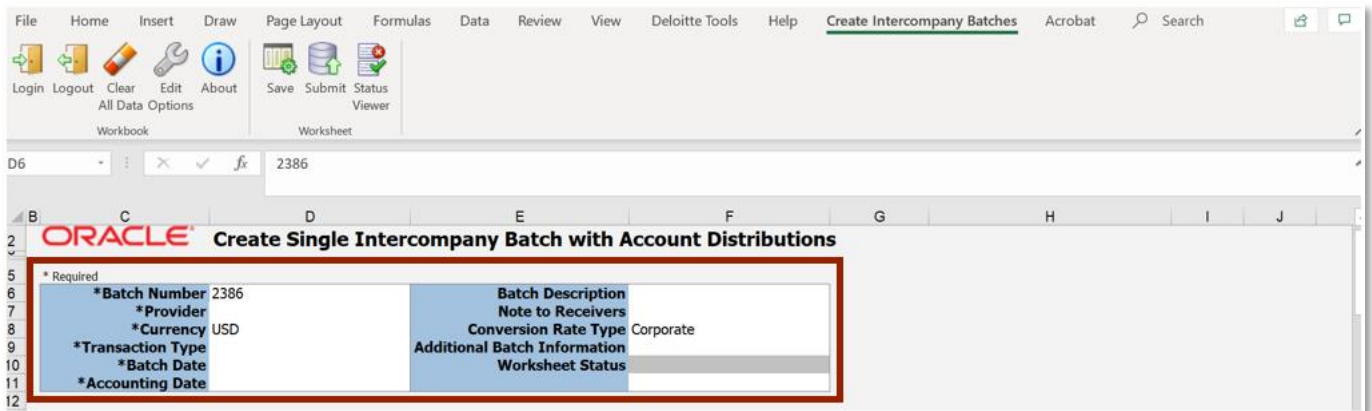 File Home Insert Draw Page Layout Formulas Data Review View Deloitte Tools Help Create Intercompany Batches Acrobat Search
Login Logout Clear Edit About Save Submit Status
All Data Options Viewer
Workbook Worksheet
D6 fx 2386
B C D E F G H I J
2 ORACLE Create Single Intercompany Batch with Account Distributions
5 * Required
6 *Batch Number 2386 Batch Description
7 *Provider Note to Receivers
8 *Currency USD Conversion Rate Type Corporate
9 *Transaction Type Additional Batch Information
10 *Batch Date Worksheet Status
11 *Accounting Date
12